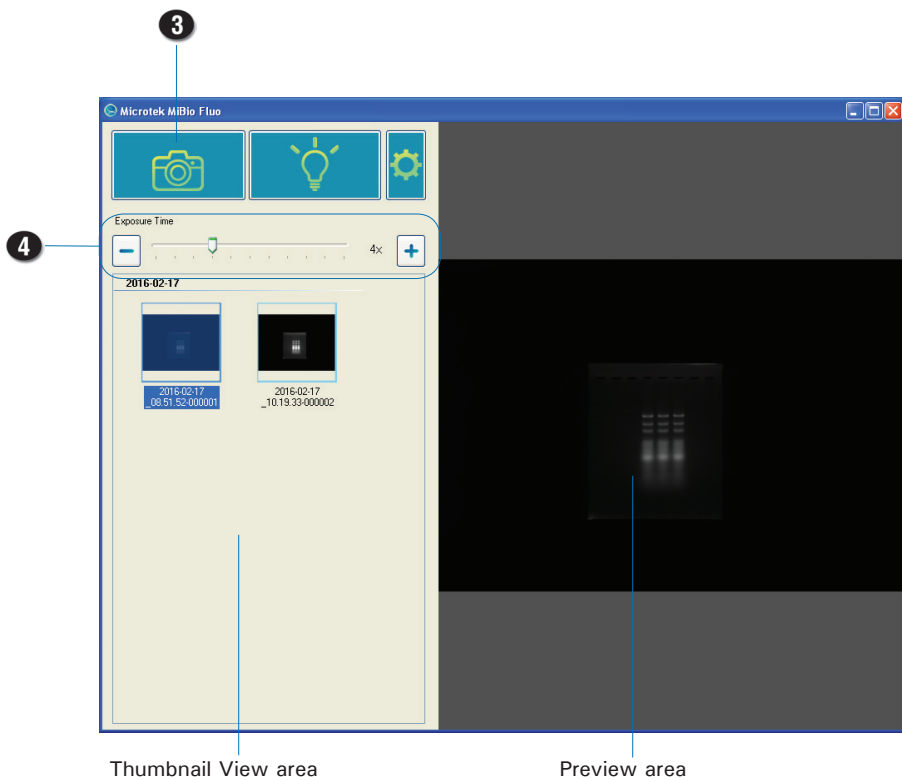 3
Microtek MiBio Fluo
Exposure Time
4
4x
2016-02-17
2016-02-17
_08.51.52-000001
2016-02-17
_10.19.33-000002
Thumbnail View area
Preview area